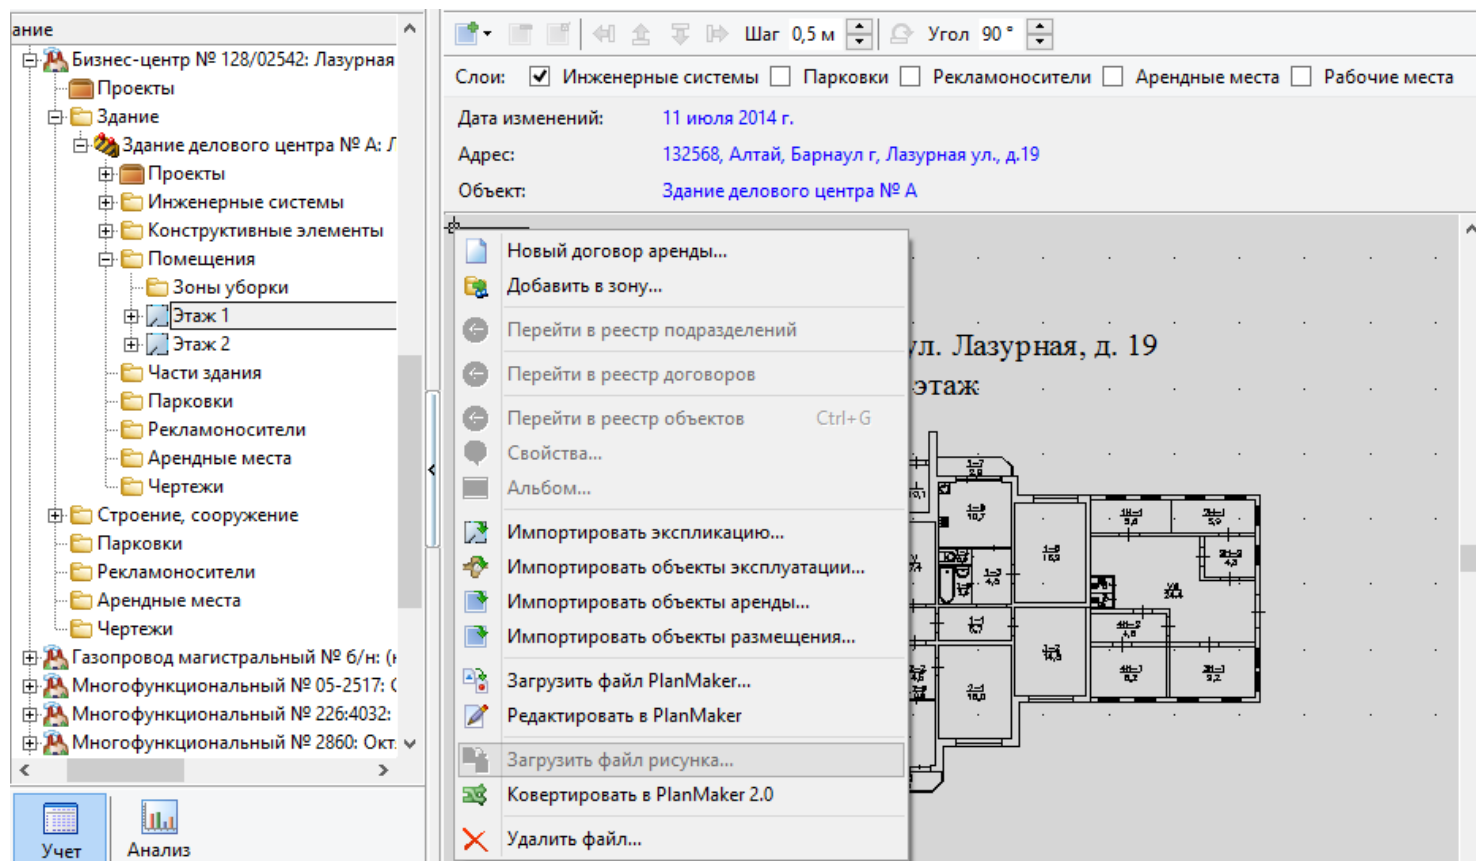 ание
Бизнес-центр № 128/02542: Лазурная
Проекты
Здание
Здание делового центра № А: Л
Проекты
Инженерные системы
Конструктивные элементы
Помещения
Зоны уборки
Этаж 1
Этаж 2
Части здания
Парковки
Рекламоносители
Арендные места
Чертежи
Строение, сооружение
Парковки
Рекламоносители
Арендные места
Чертежи
Газопровод магистральный № б/н: (н
Многофункциональный № 05-2517: С
Многофункциональный № 226:4032:
Многофункциональный № 2860: Окт.
Учет
Анализ
Шаг 0,5 м Угол 90 °
Слои: Инженерные системы Парковки Рекламоносители Арендные места Рабочие места
Дата изменений: 11 июля 2014 г.
Адрес: 132568, Алтай, Барнаул г, Лазурная ул., д.19
Объект: Здание делового центра № А
Новый договор аренды...
Добавить в зону...
Перейти в реестр подразделений
Перейти в реестр договоров
Перейти в реестр объектов Ctrl+G
Свойства...
Альбом...
Импортировать экспликацию...
Импортировать объекты эксплуатации...
Импортировать объекты аренды...
Импортировать объекты размещения...
Загрузить файл PlanMaker...
Редактировать в PlanMaker
Загрузить файл рисунка...
Ковертировать в PlanMaker 2.0
Удалить файл...
ул. Лазурная, д. 19
этаж